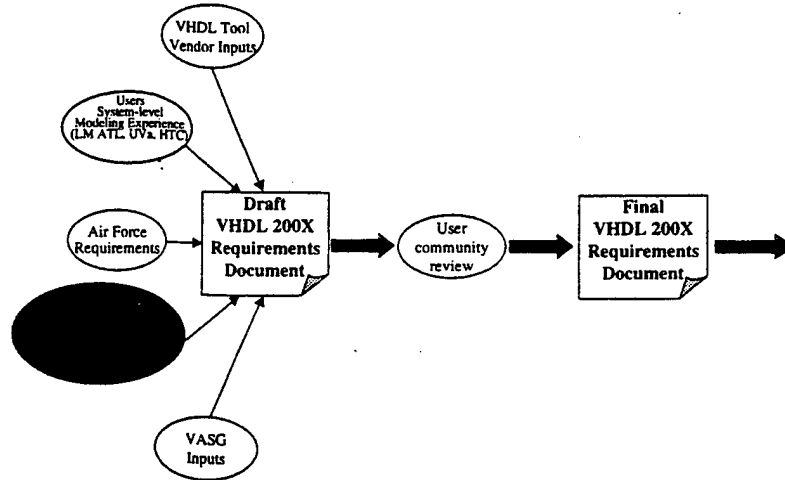 VHDL Tool
Vendor Inputs
Users
System-level
Modeling Experience
(LM ATL, UVa, HTC)
Air Force
Requirements
Draft
VHDL 200X
Requirements
Document
User
community
review
Final
VHDL 200X
Requirements
Document
VASG
Inputs